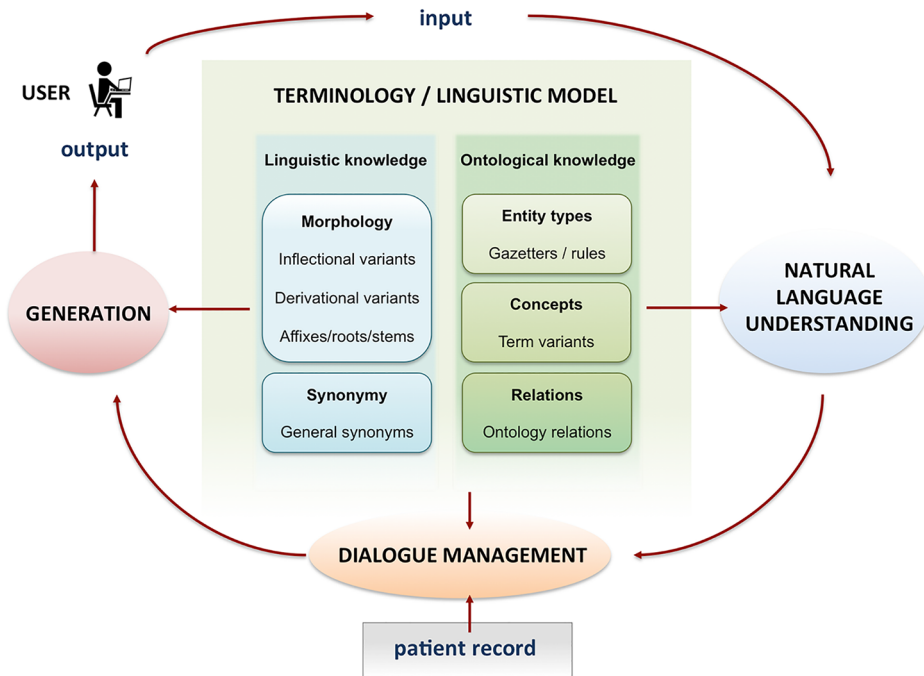 input
USER
output
TERMINOLOGY / LINGUISTIC MODEL
Linguistic knowledge
Morphology
Inflectional variants
Derivational variants
Affixes/roots/stems
Synonymy
General synonyms
Ontological knowledge
Entity types
Gazetters / rules
Concepts
Term variants
Relations
Ontology relations
GENERATION
NATURAL
LANGUAGE
UNDERSTANDING
DIALOGUE MANAGEMENT
patient record